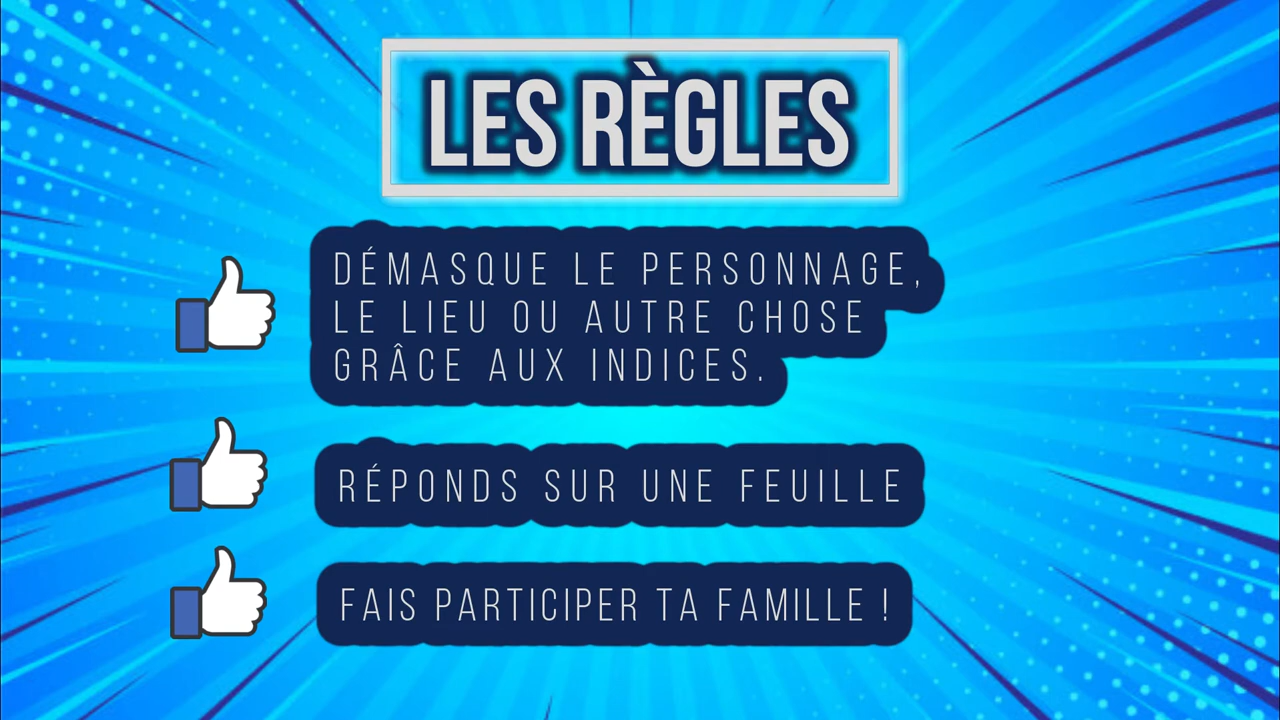 LES RÈGLES
DÉMASQUE LE PERSONNAGE,
LE LIEU OU AUTRE CHOSE
GRÂCE AUX INDICES.
RÉPONDS SUR UNE FEUILLE
FAIS PARTICIPER TA FAMILLE !